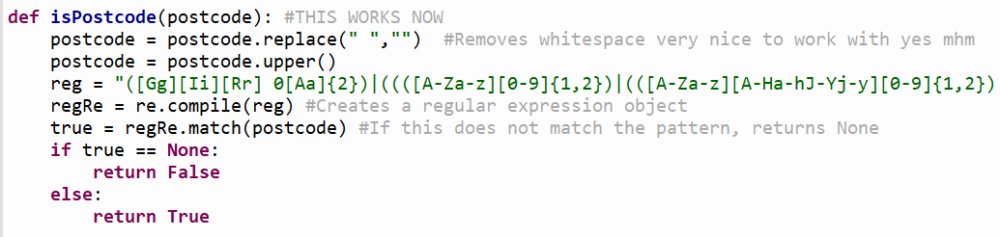 def isPostcode(postcode): #THIS WORKS NOW
    postcode = postcode.replace(" ","")  #Removes whitespace very nice to work with yes mhm
    postcode = postcode.upper()
    reg = "([Gg][Ii][Rr] 0[Aa]{2})|((([A-Za-z][0-9]{1,2})|(([A-Za-z][A-Ha-hJ-Yj-y][0-9]{1,2})
    regRe = re.compile(reg) #Creates a regular expression object
    true = regRe.match(postcode) #If this does not match the pattern, returns None
    if true == None:
        return False
    else:
        return True